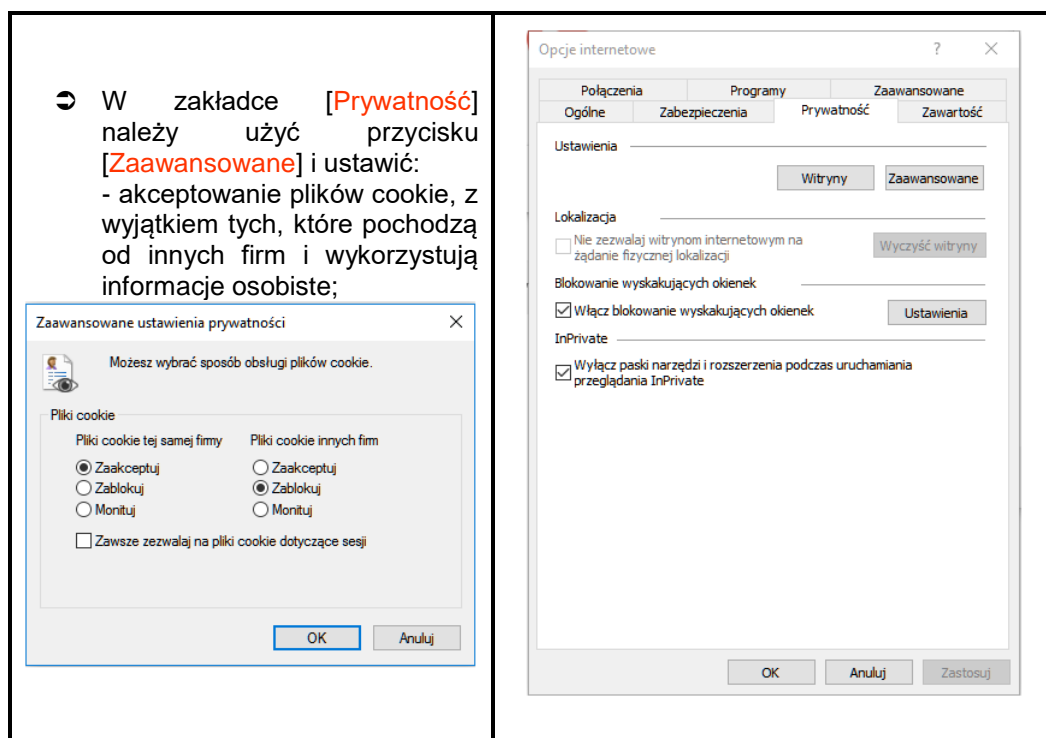 W zakładce [Prywatność]
należy użyć przycisku
[Zaawansowane] i ustawić:
- akceptowanie plików cookie, z
wyjątkiem tych, które pochodzą
od innych firm i wykorzystują
informacje osobiste;
Zaawansowane ustawienia prywatności
Możesz wybrać sposób obsługi plików cookie.
Pliki cookie
Pliki cookie tej samej firmy Pliki cookie innych firm
Zaakceptuj Zaakceptuj
Zablokuj Zablokuj
Monituj Monituj
Zawsze zezwalaj na pliki cookie dotyczące sesji
OK Anuluj
Opcje internetowe ?
Połączenia Programy Zaawansowane
Ogólne Zabezpieczenia Prywatność Zawartość
Ustawienia
Witryny Zaawansowane
Lokalizacja
Nie zezwalaj witrynom internetowym na
żądanie fizycznej lokalizacji
Wyczyść witryny
Blokowanie wyskakujących okienek
Włącz blokowanie wyskakujących okienek Ustawienia
InPrivate
Wyłącz paski narzędzi i rozszerzenia podczas uruchamiania
przeglądania InPrivate
OK Anuluj Zastosuj